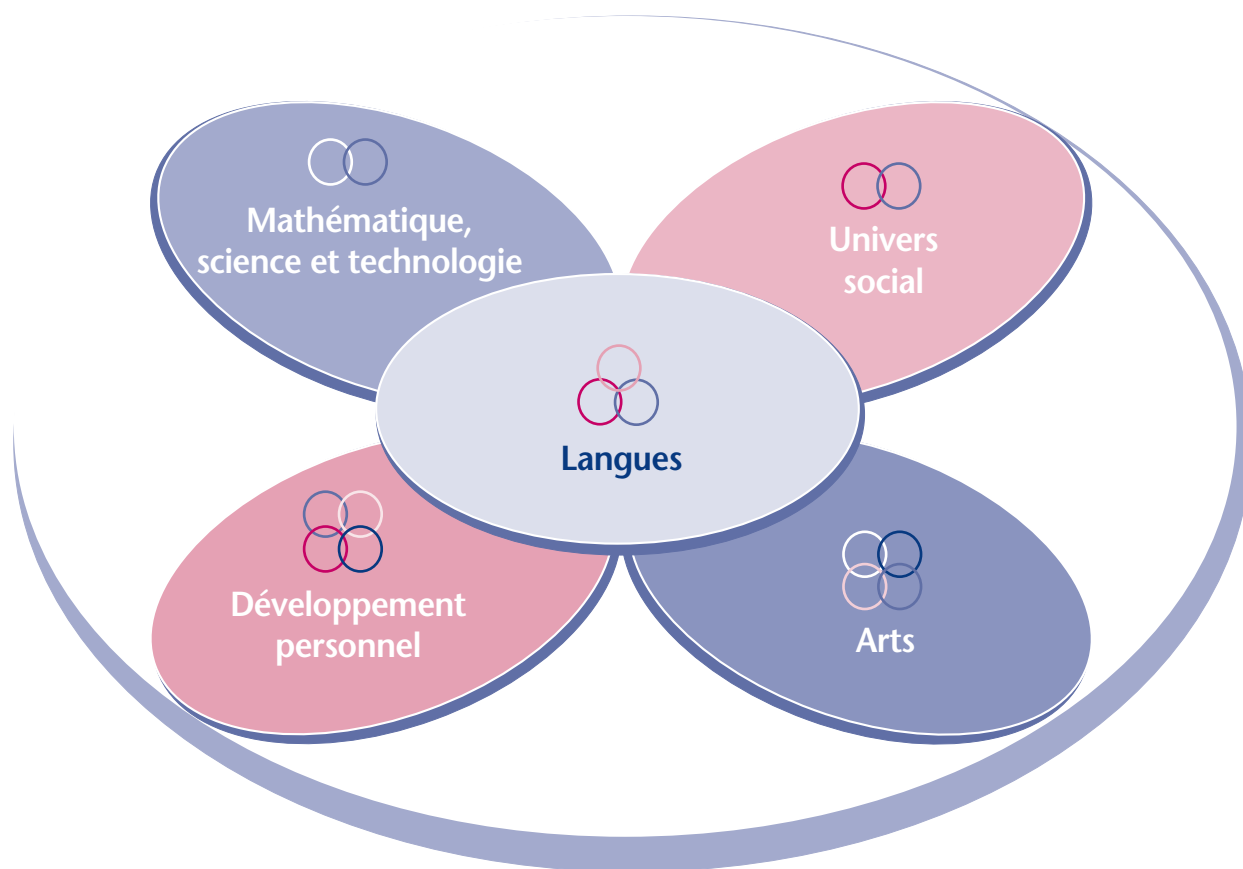 Mathématique,
science et technologie
Univers
social
Langues
Développement
personnel
Arts